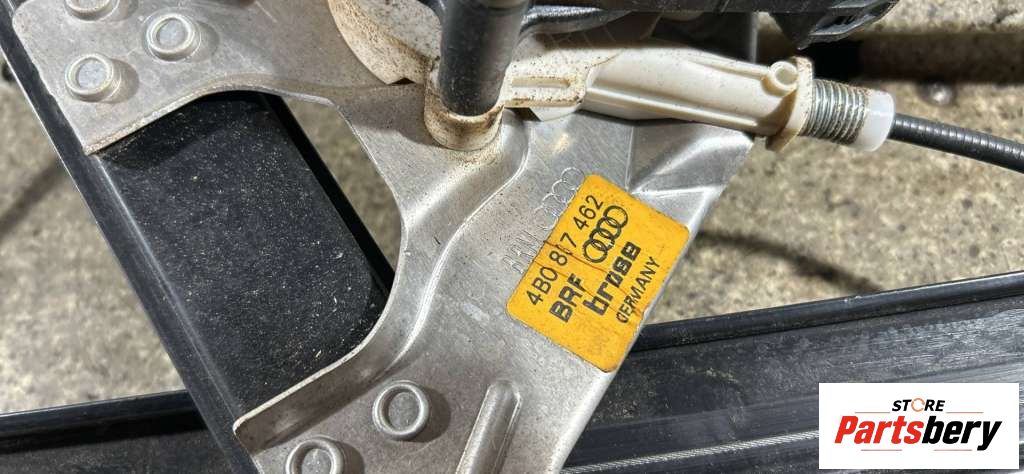 4B0 837 462
BRF
brose
GERMANY
STORE
Partsbery